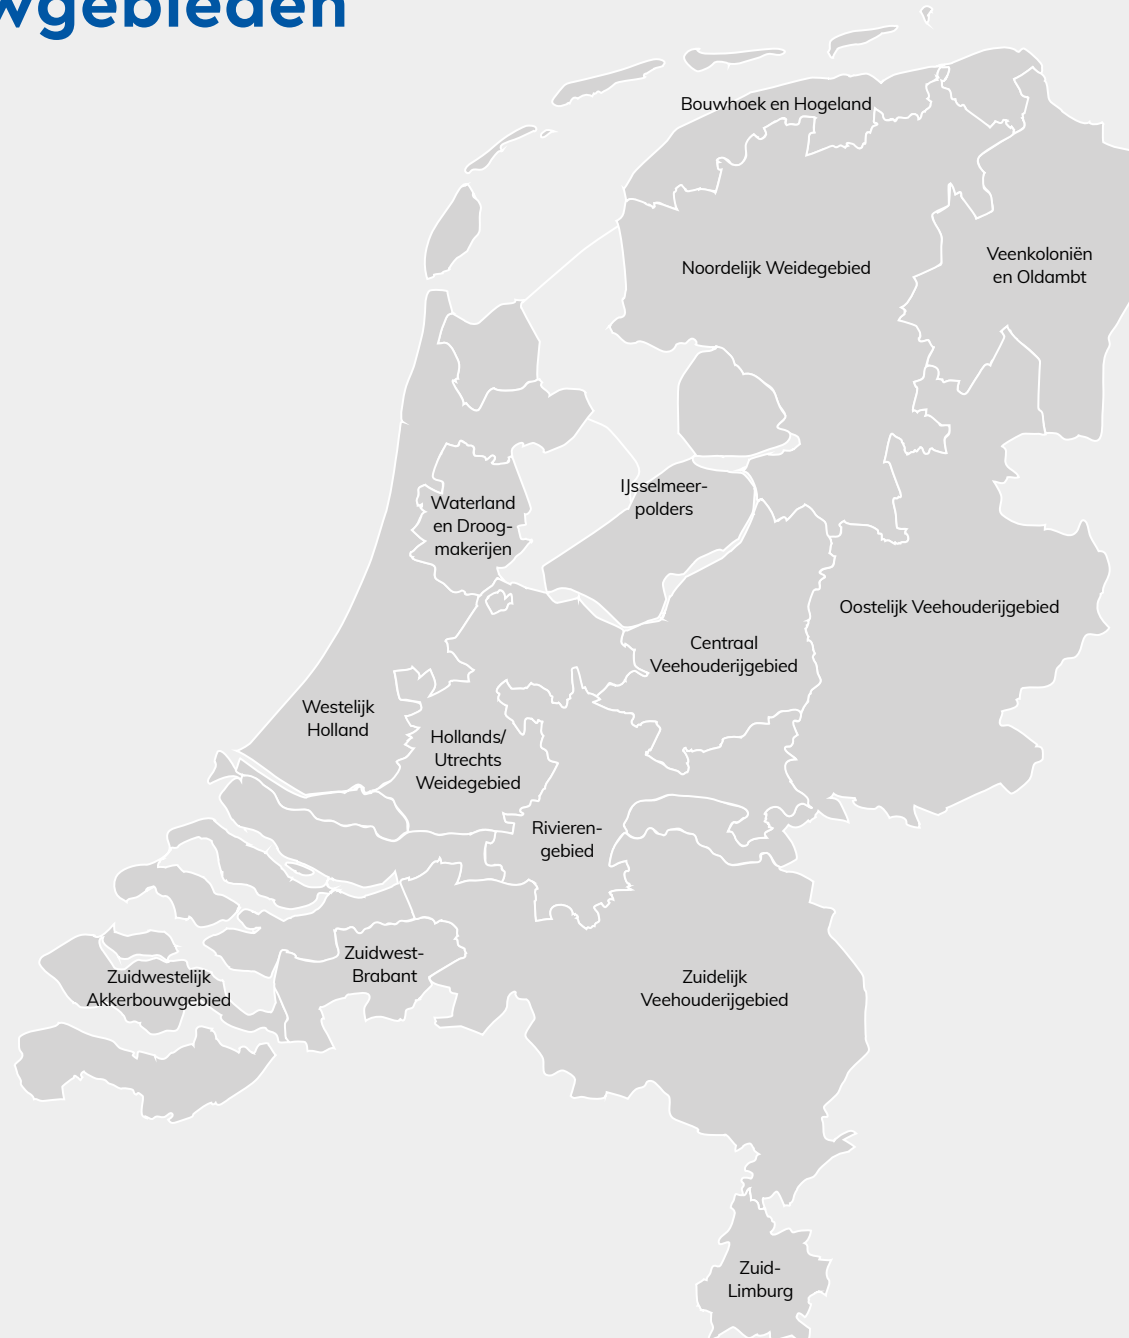 wgebieden
Bouwhoek en Hogeland
Noordelijk Weidegebied
Veenkoloniën
en Oldambt
Waterland
en Droog-
makerijen
IJsselmeer-
polders
Oostelijk Veehouderijgebied
Centraal
Veehouderijgebied
Westelijk
Holland
Hollands/
Utrechts
Weidegebied
Rivieren-
gebied
Zuidwest-
Brabant
Zuidwestelijk
Akkerbouwgebied
Zuidelijk
Veehouderijgebied
Zuid-
Limburg